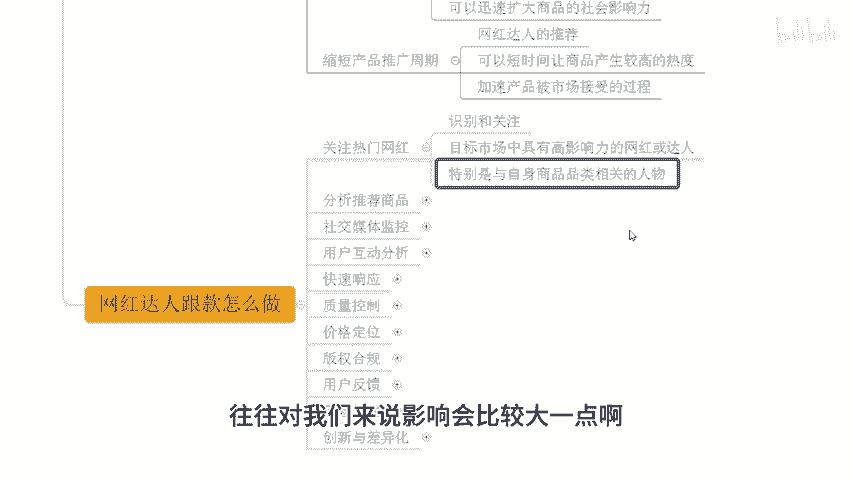 可以迅速扩大商品的社会影响力
网红达人的推荐
缩短产品推广周期
可以短时间让商品产生较高的热度
加速产品被市场接受的过程
识别和关注
关注热门网红
目标市场中具有高影响力的网红或达人
特别是与自身商品品类相关的人物
分析推荐商品
社交媒体监控
用户互动分析
快速响应
网红达人跟款怎么做
质量控制
价格定位
版权合规
用户反馈
往往对我们来说影响会比较大一点啊
创新与差异化
bilibili